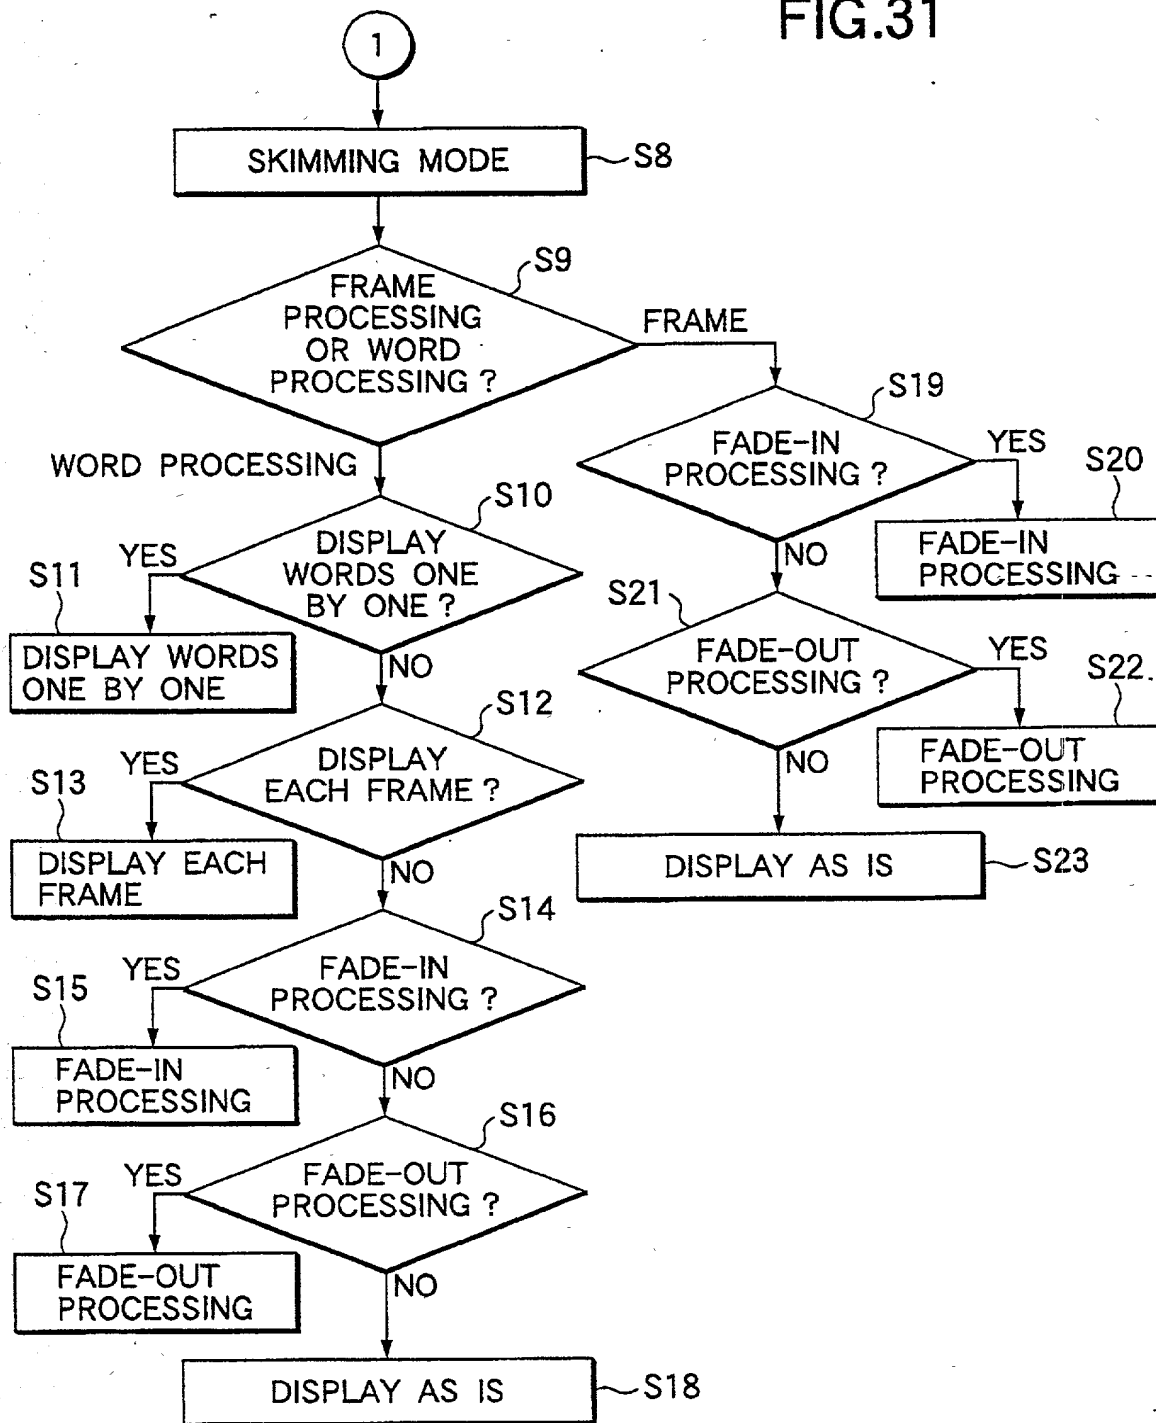 FIG.31
1
SKIMMING MODE
S8
S9
FRAME
PROCESSING
OR WORD
PROCESSING ?
FRAME
WORD PROCESSING
S10
DISPLAY
WORDS ONE
BY ONE ?
YES
S11
DISPLAY WORDS
ONE BY ONE
NO
S12
DISPLAY
EACH FRAME ?
YES
S13
DISPLAY EACH
FRAME
NO
S14
FADE-IN
PROCESSING ?
YES
S15
FADE-IN
PROCESSING
NO
S16
FADE-OUT
PROCESSING ?
YES
S17
FADE-OUT
PROCESSING
NO
DISPLAY AS IS
S18
S19
FADE-IN
PROCESSING ?
YES
S20
FADE-IN
PROCESSING
NO
S21
FADE-OUT
PROCESSING ?
YES
S22
FADE-OUT
PROCESSING
NO
DISPLAY AS IS
S23